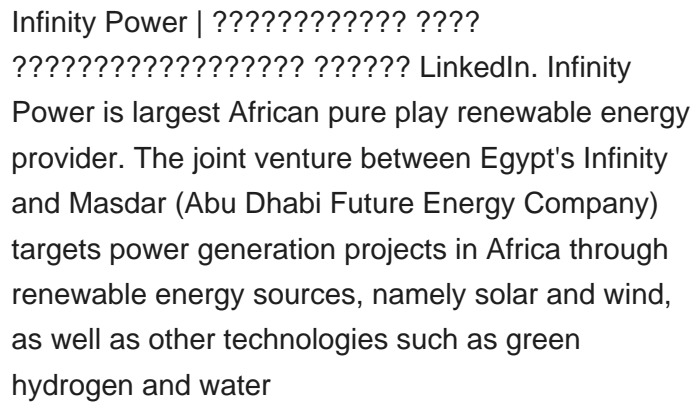 Infinity Power | ???????????? ????
?????????????????? ?????? LinkedIn. Infinity
Power is largest African pure play renewable energy
provider. The joint venture between Egypt's Infinity
and Masdar (Abu Dhabi Future Energy Company)
targets power generation projects in Africa through
renewable energy sources, namely solar and wind,
as well as other technologies such as green
hydrogen and water